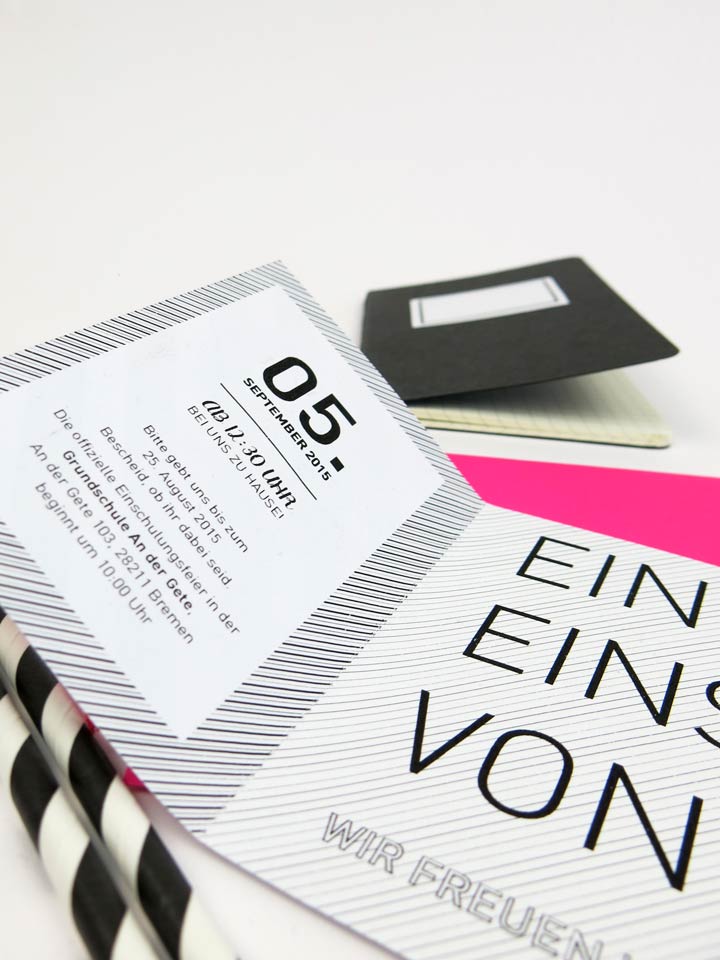 05.
SEPTEMBER 2015
AB 12:30 UHR
BEI UNS ZU HAUSE!
Bitte gebt uns bis zum
25. August 2015
Bescheid, ob ihr dabei seid.
Die offizielle Einschulungsfeier in der
Grundschule An der Gete,
An der Gete 103, 28211 Bremen
beginnt um 10:00 Uhr
EIN
EINS
VON
WIR FREUEN